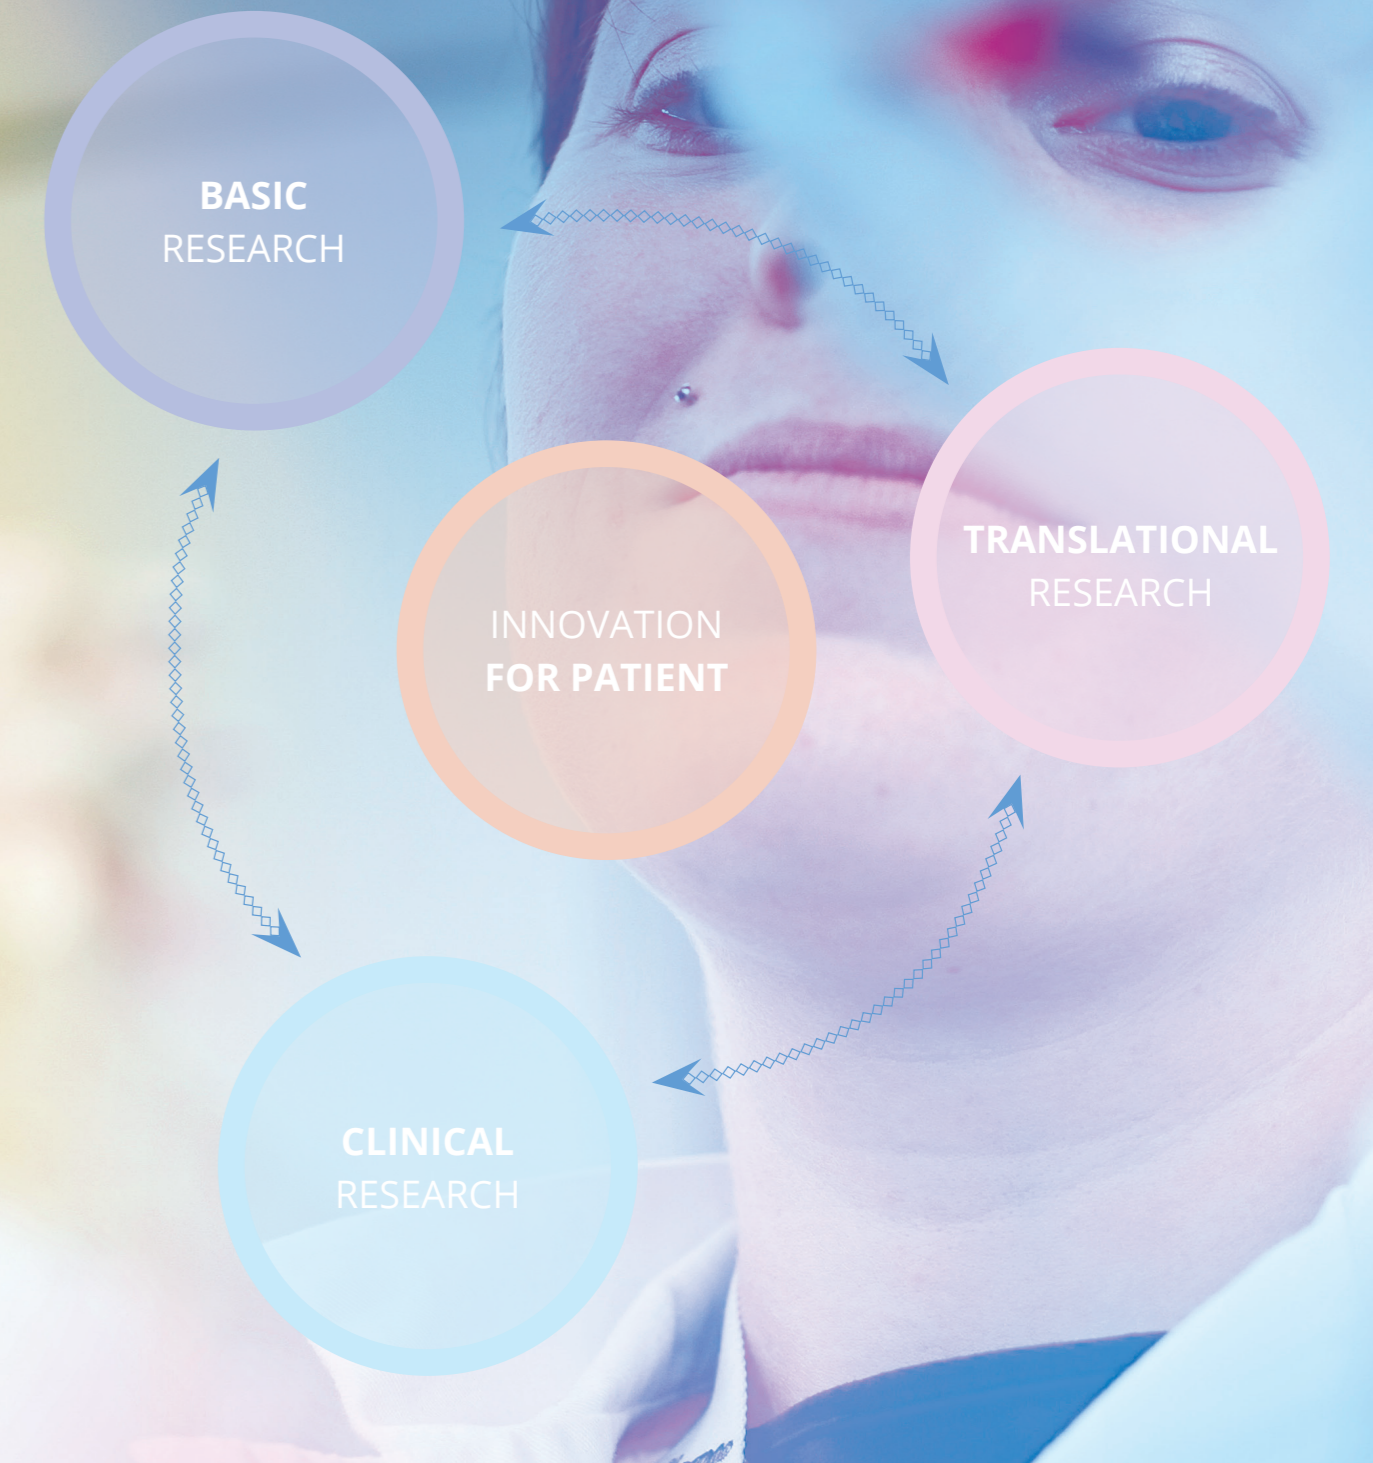 BASIC
RESEARCH
TRANSLATIONAL
RESEARCH
INNOVATION
FOR PATIENT
CLINICAL
RESEARCH